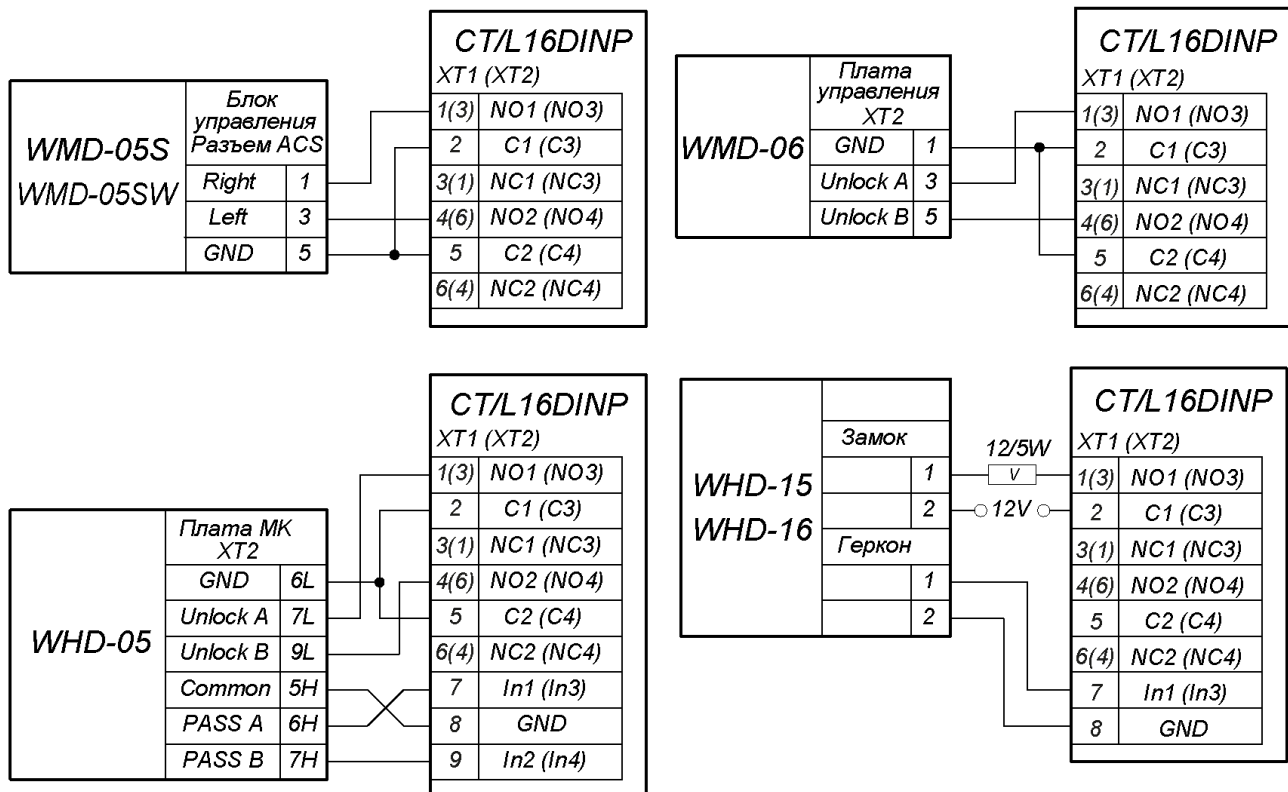 WMD-05S
WMD-05SW
Блок
управления
Разъем ACS
Right 1
Left 3
GND 5
CT/L16DINP
XT1 (XT2)
1(3) NO1 (NO3)
2 C1 (C3)
3(1) NC1 (NC3)
4(6) NO2 (NO4)
5 C2 (C4)
6(4) NC2 (NC4)
WMD-06
Плата
управления
XT2
GND 1
Unlock A 3
Unlock B 5
CT/L16DINP
XT1 (XT2)
1(3) NO1 (NO3)
2 C1 (C3)
3(1) NC1 (NC3)
4(6) NO2 (NO4)
5 C2 (C4)
6(4) NC2 (NC4)
WHD-05
Плата МК
XT2
GND 6L
Unlock A 7L
Unlock B 9L
Common 5H
PASS A 6H
PASS B 7H
CT/L16DINP
XT1 (XT2)
1(3) NO1 (NO3)
2 C1 (C3)
3(1) NC1 (NC3)
4(6) NO2 (NO4)
5 C2 (C4)
6(4) NC2 (NC4)
7 In1 (In3)
8 GND
9 In2 (In4)
WHD-15
WHD-16
Замок
1
2
Геркон
1
2
12/5W
V
12V
CT/L16DINP
XT1 (XT2)
1(3) NO1 (NO3)
2 C1 (C3)
3(1) NC1 (NC3)
4(6) NO2 (NO4)
5 C2 (C4)
6(4) NC2 (NC4)
7 In1 (In3)
8 GND